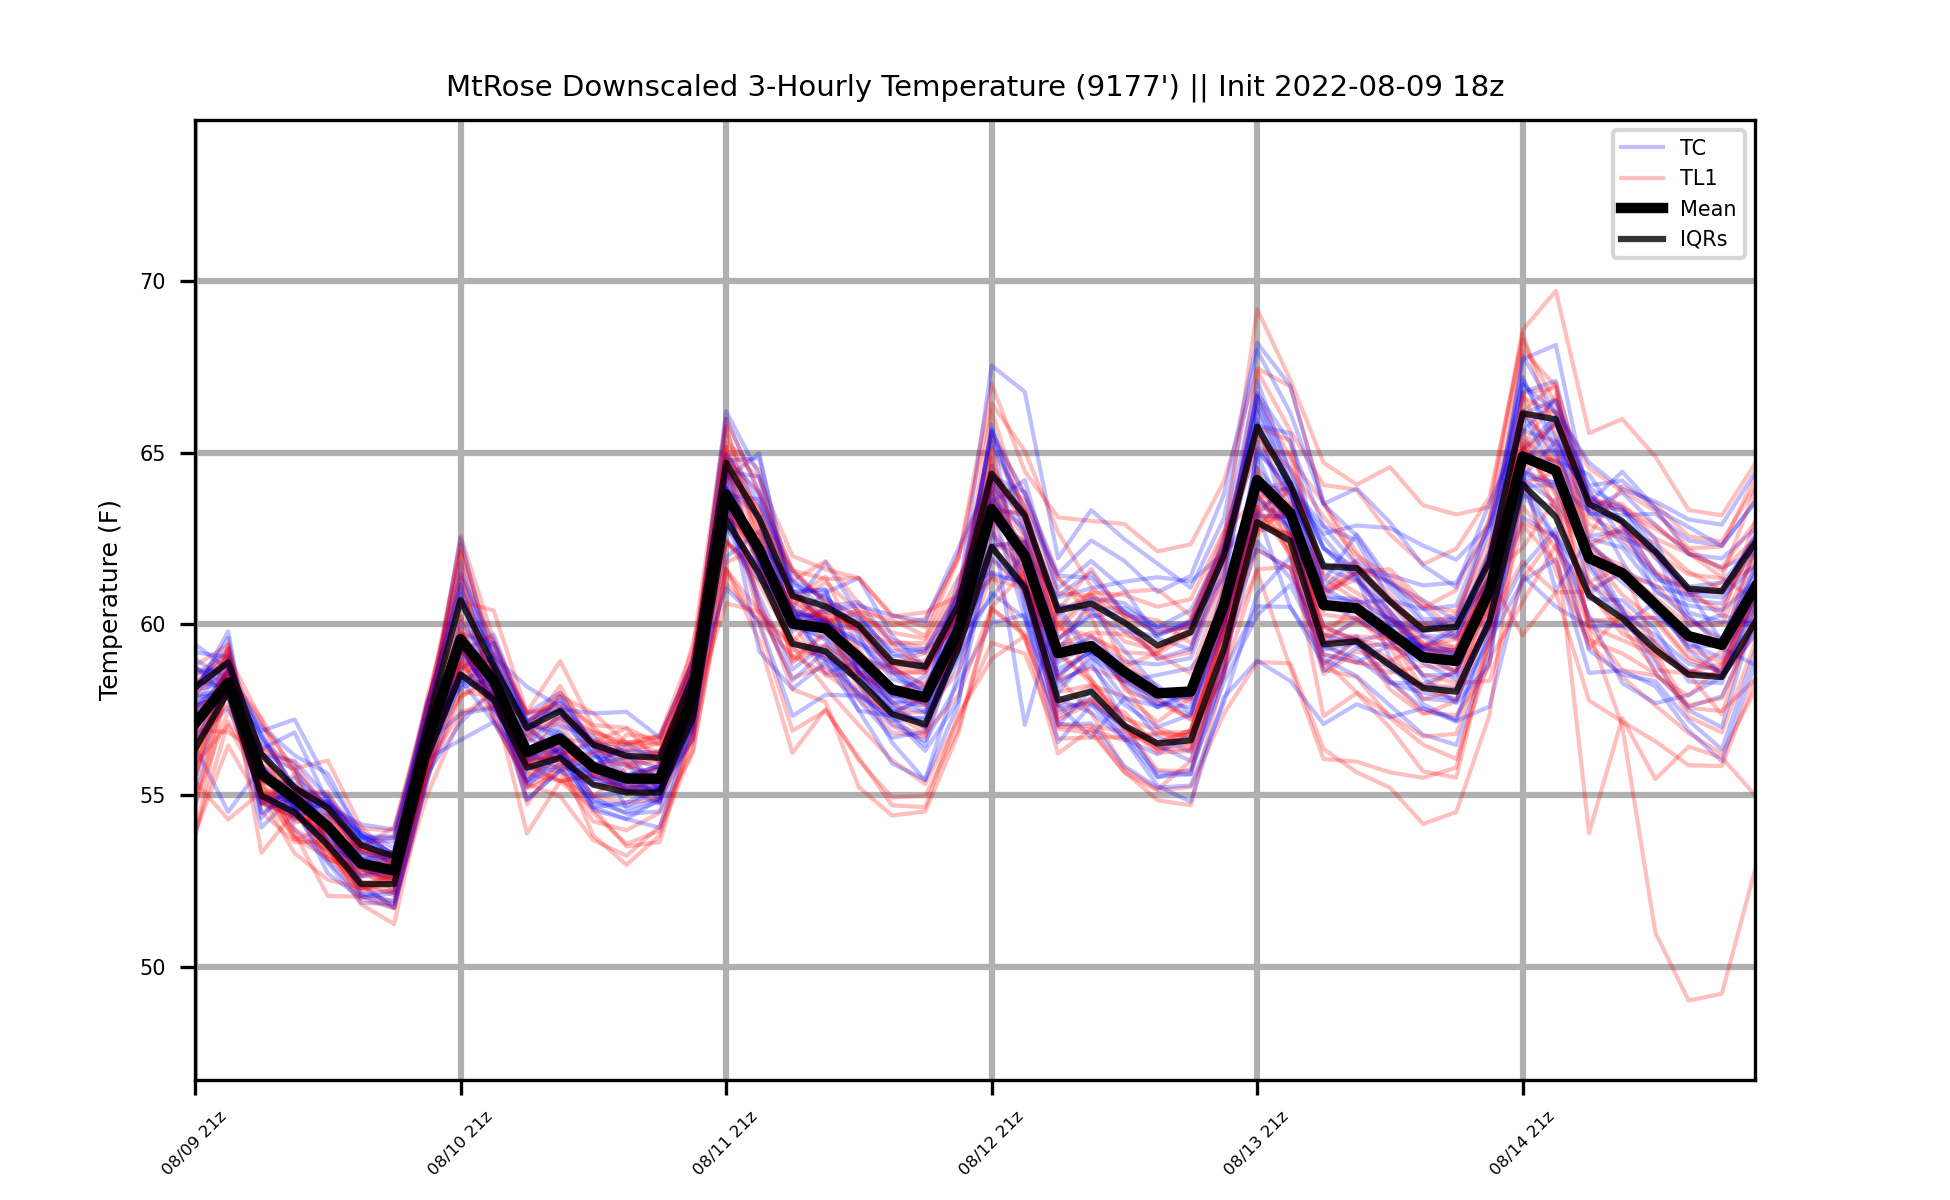 MtRose Downscaled 3-Hourly Temperature (9177') || Init 2022-08-09 18z
TC
TL1
Mean
IQRs
Temperature (F)
70
65
60
55
50
08/09 21z
08/10 21z
08/11 21z
08/12 21z
08/13 21z
08/14 21z